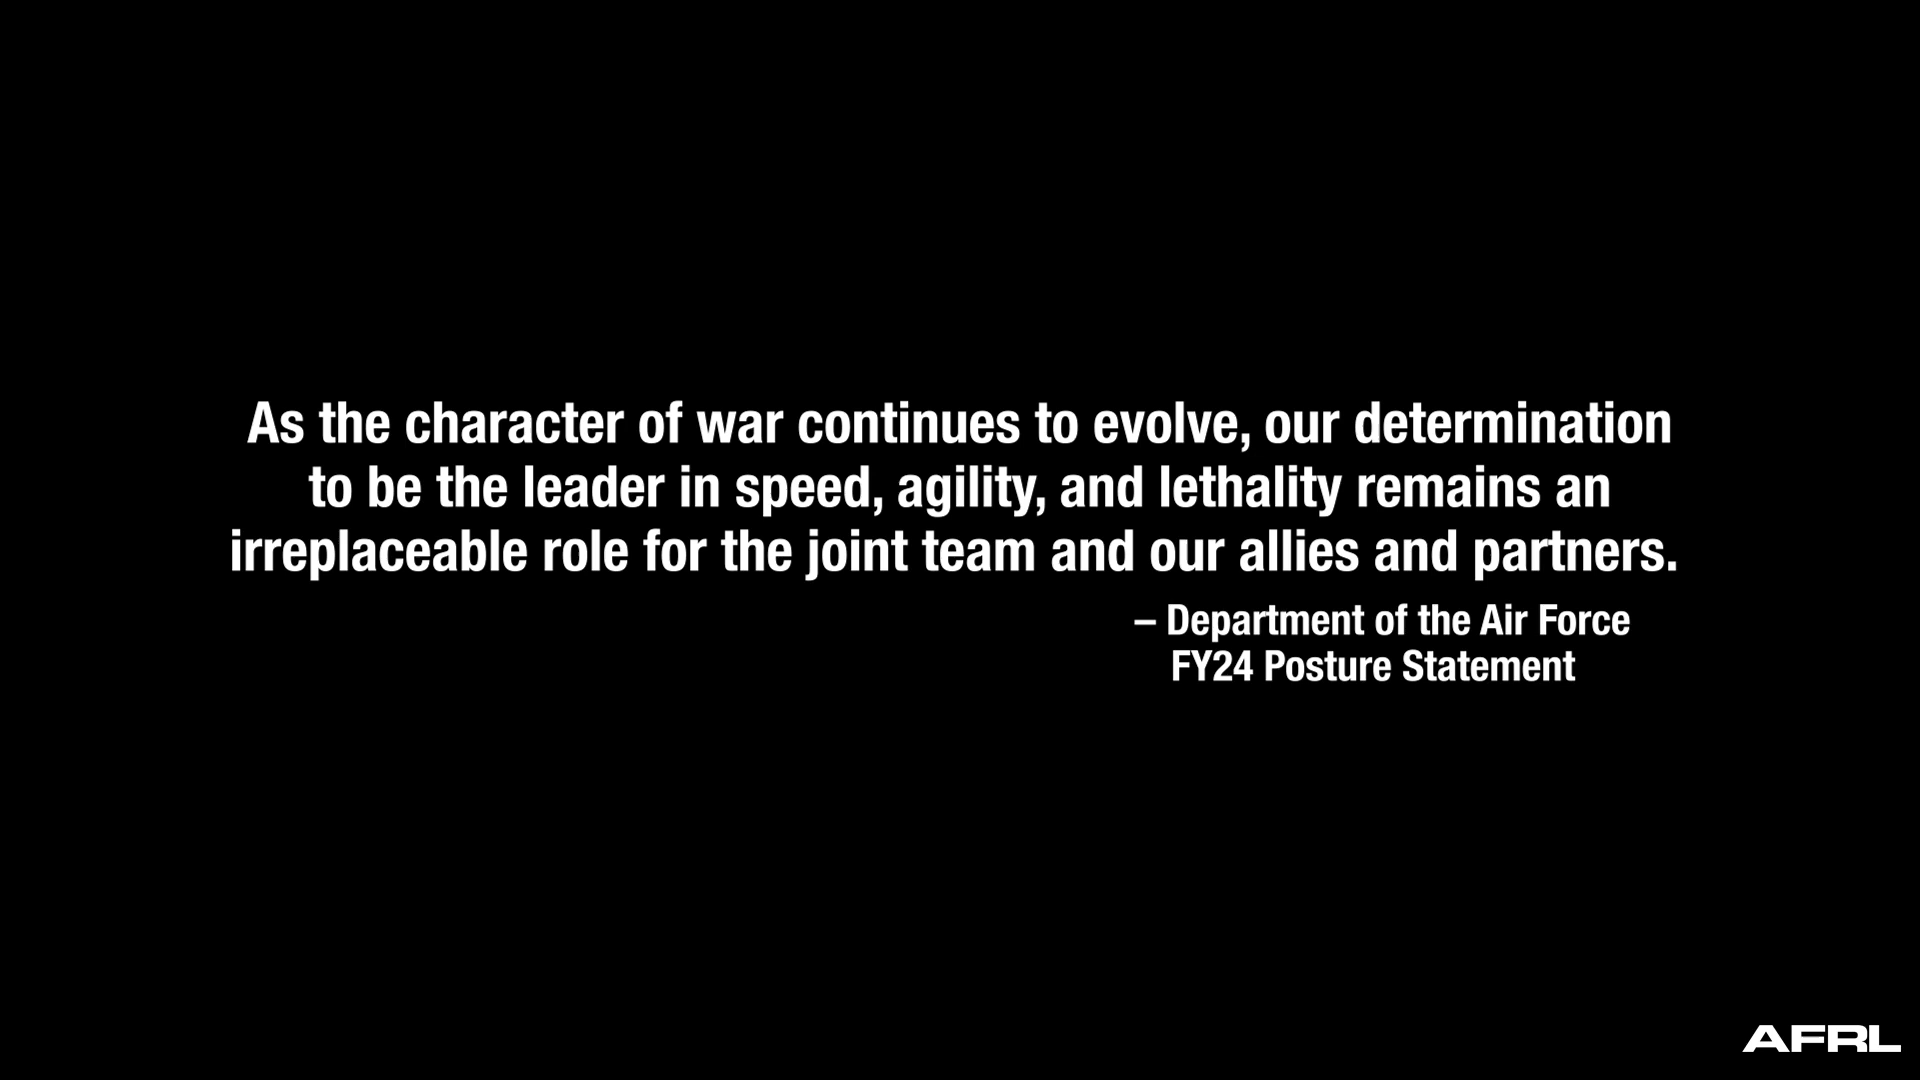 As the character of war continues to evolve, our determination
to be the leader in speed, agility, and lethality remains an
irreplaceable role for the joint team and our allies and partners.
– Department of the Air Force
FY24 Posture Statement
AFRL